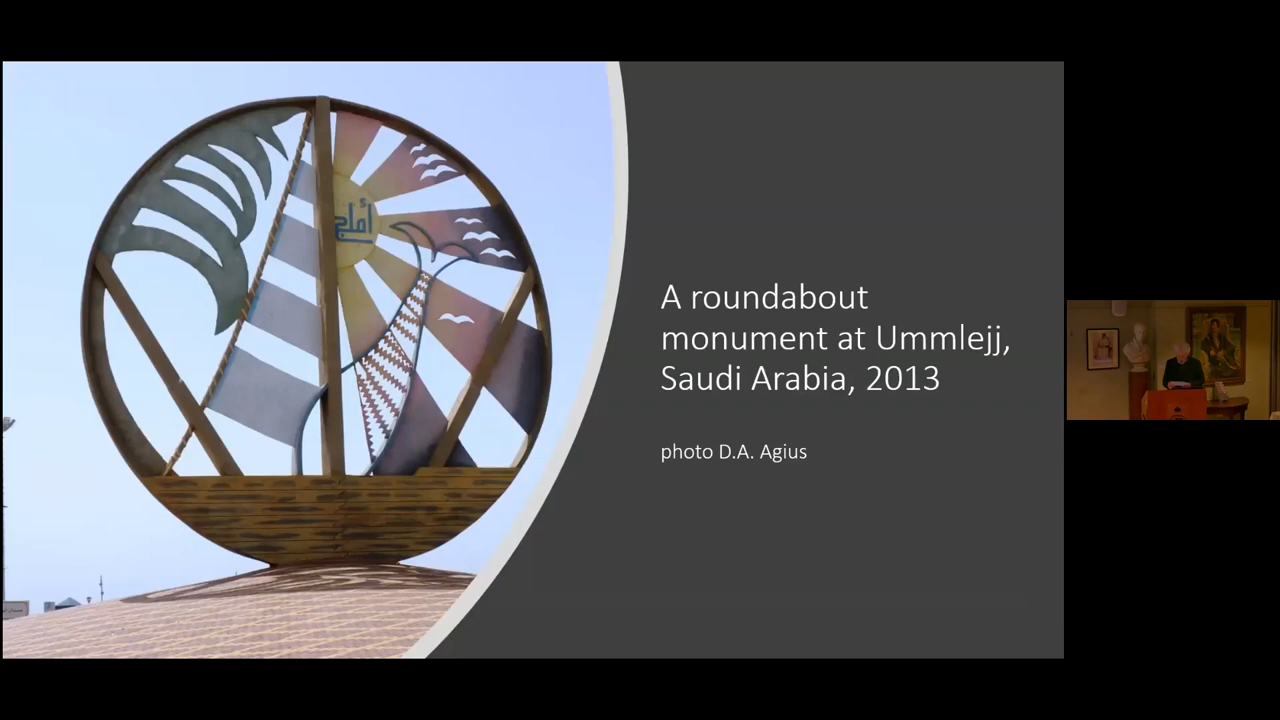 أملج
A roundabout
monument at Ummlejj,
Saudi Arabia, 2013
photo D.A. Agius